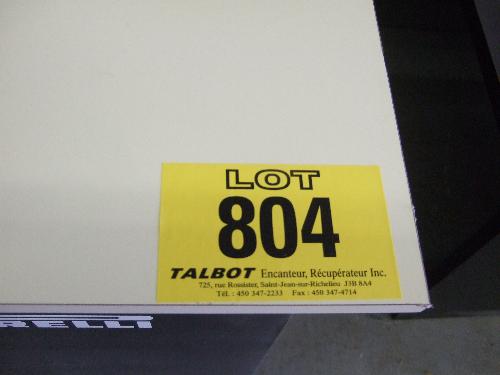 LOT
804
TALBOT Encanteur, Récupérateur Inc.
725, rue Rossister, Saint-Jean-sur-Richelieu J3B 8A4
Tél. : 450 347-2233 Fax : 450 347-4714